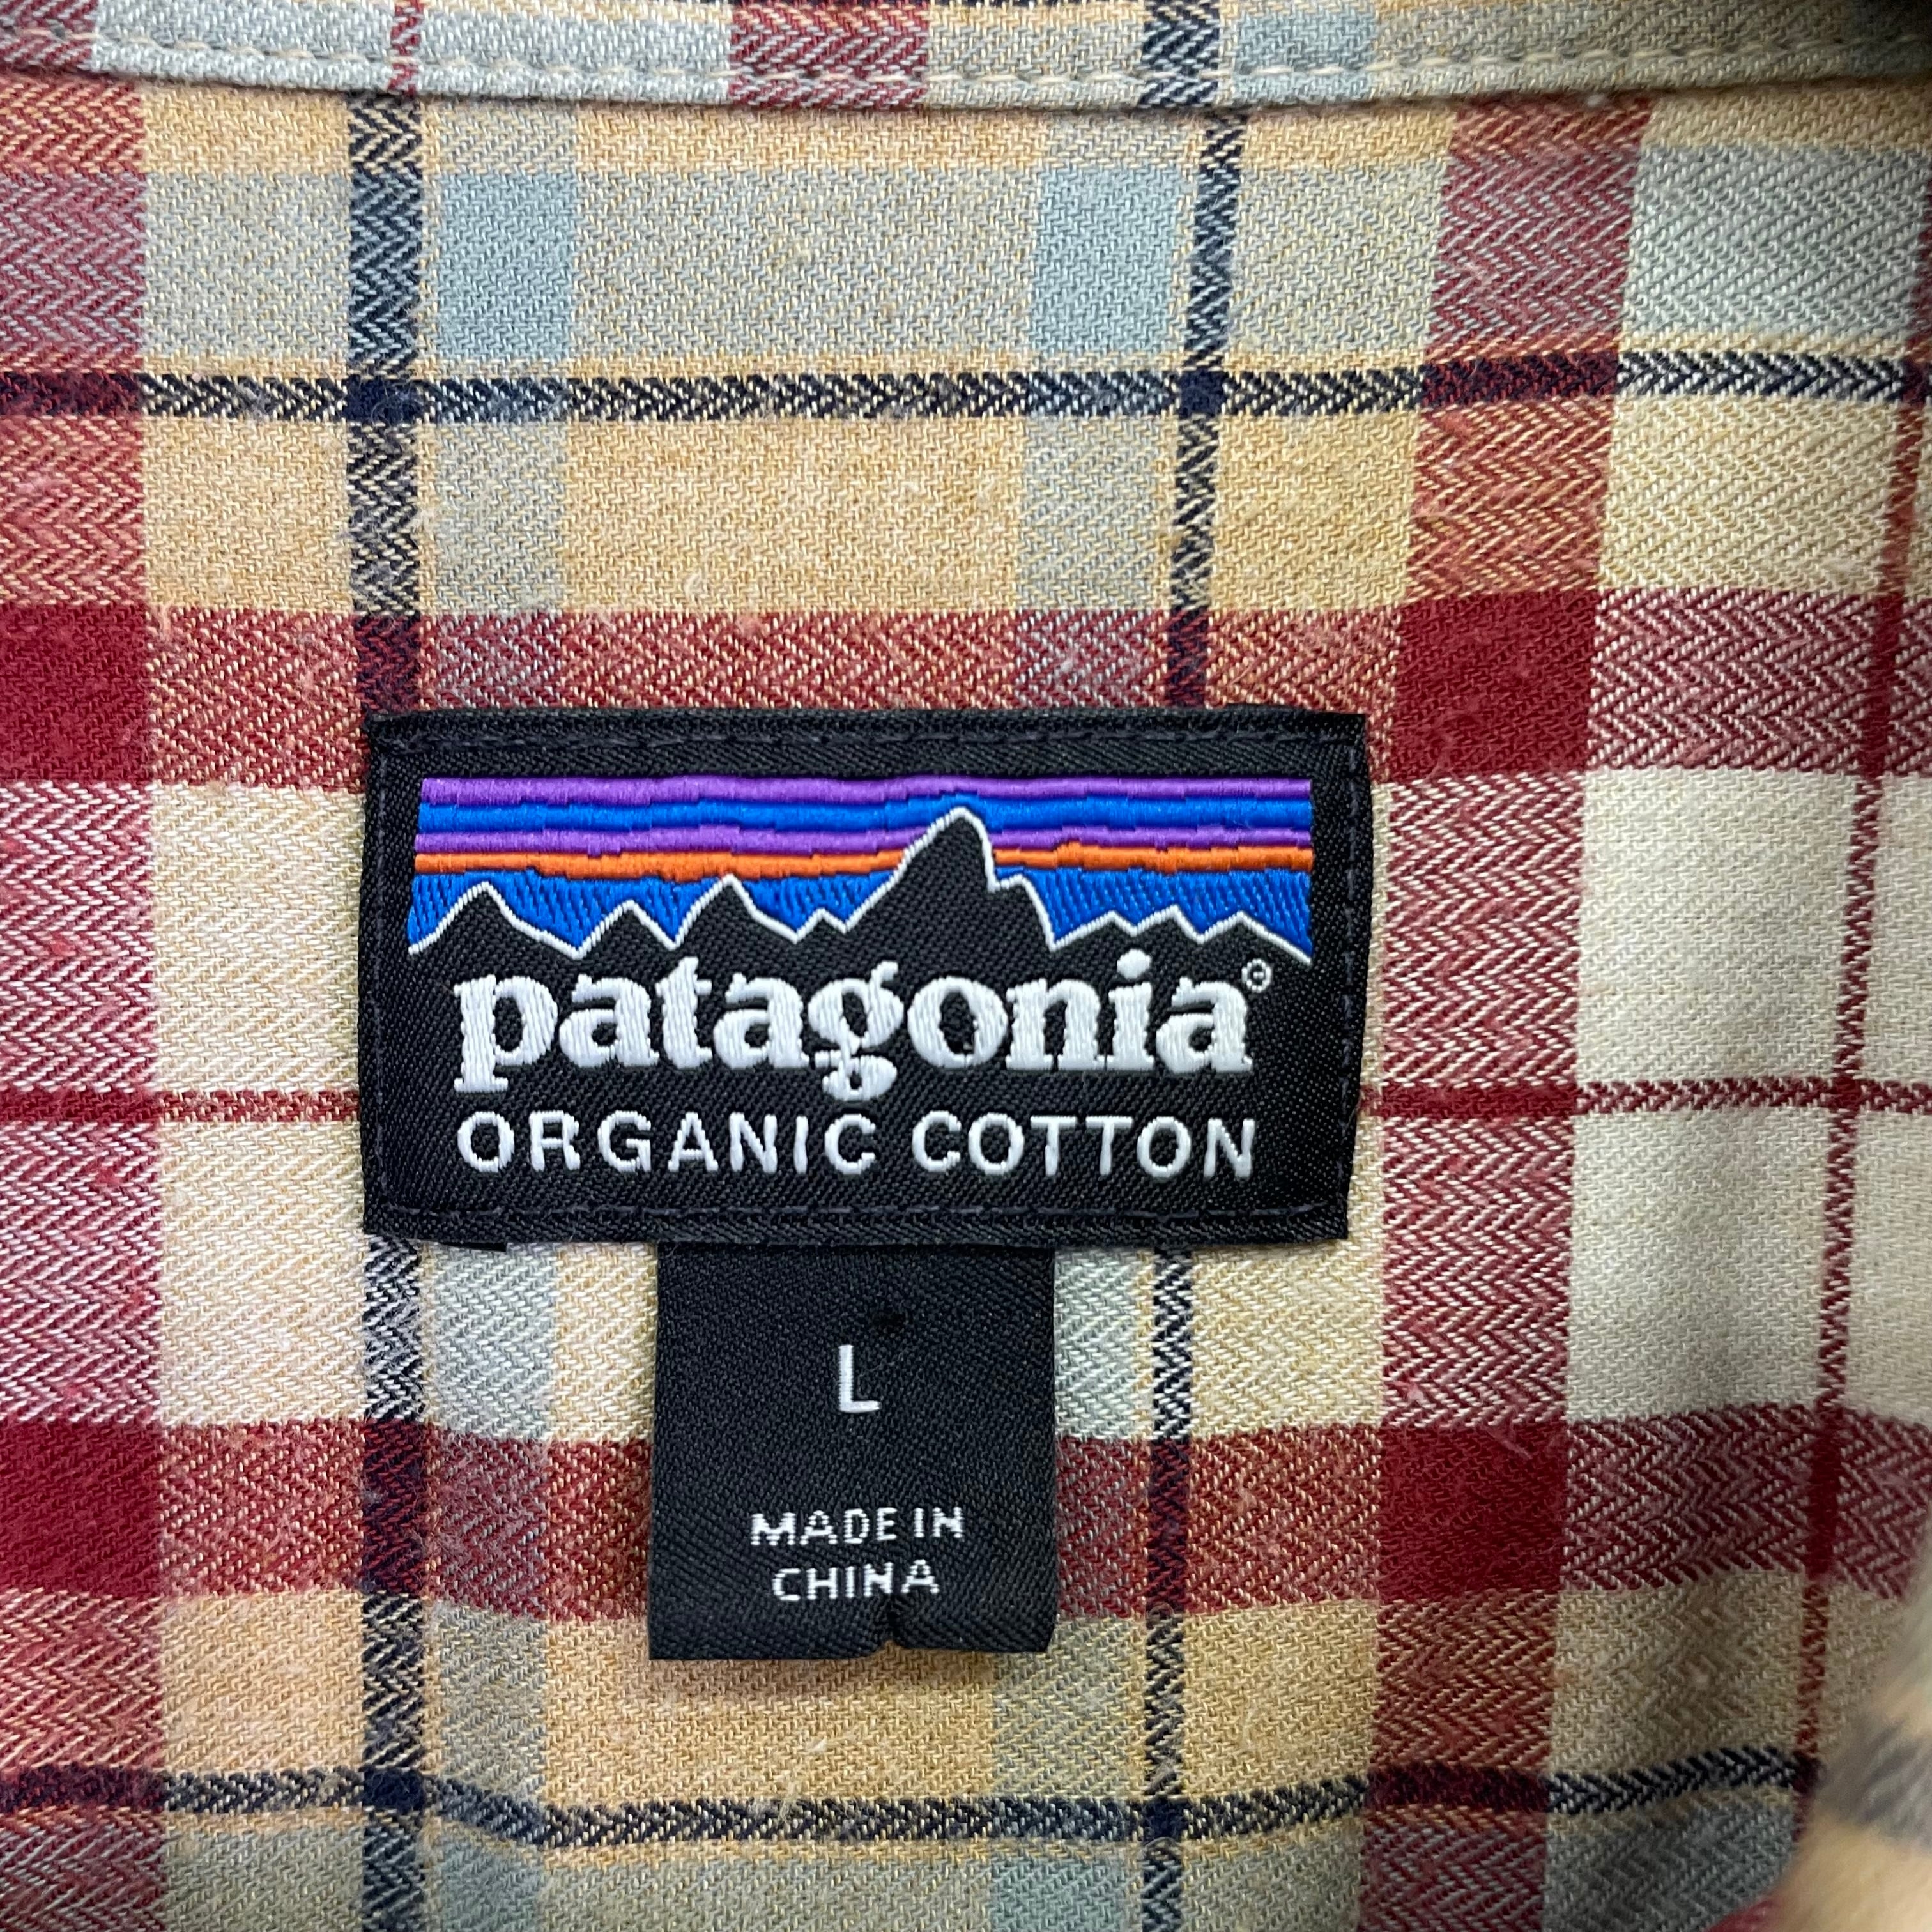 patagonia®
ORGANIC COTTON
L
MADE IN
CHINA